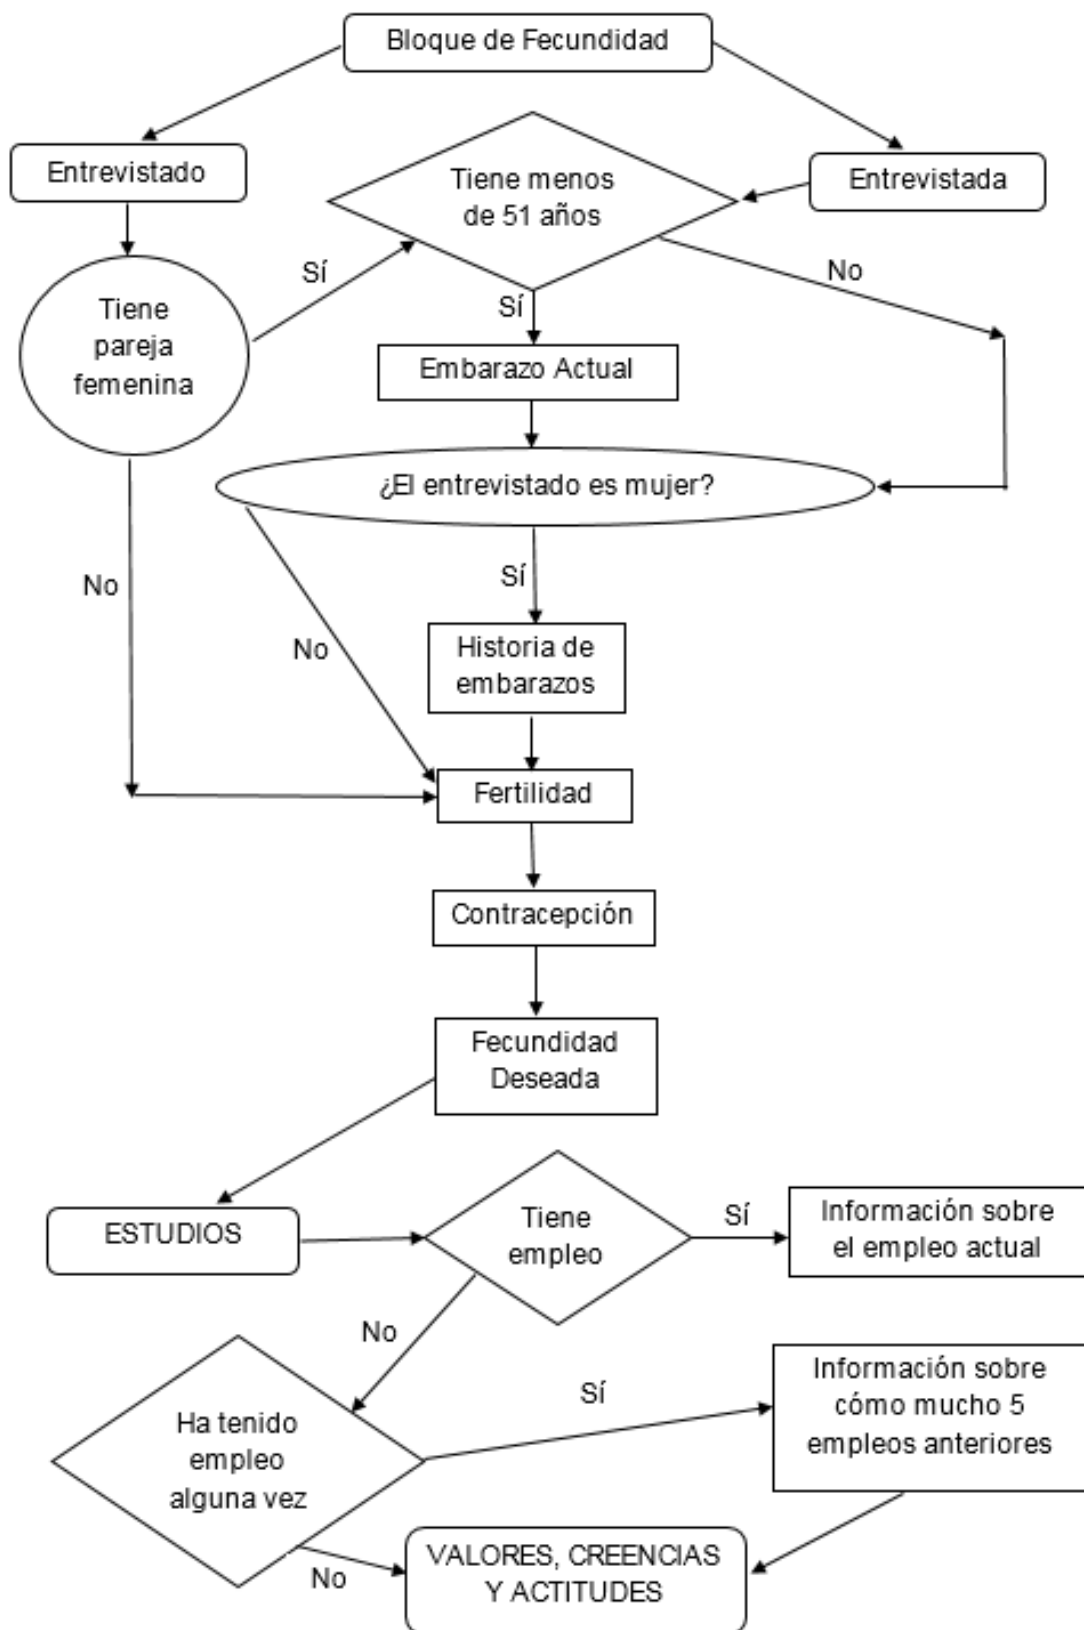 Bloque de Fecundidad
Entrevistado
Tiene menos
de 51 años
Entrevistada
Tiene
pareja
femenina
Sí
Sí
No
Embarazo Actual
¿El entrevistado es mujer?
No
Sí
No
Historia de
embarazos
Fertilidad
Contracepción
Fecundidad
Deseada
ESTUDIOS
Tiene
empleo
Sí
Información sobre
el empleo actual
No
Ha tenido
empleo
alguna vez
Sí
Información sobre
cómo mucho 5
empleos anteriores
No
VALORES, CREENCIAS
Y ACTITUDES